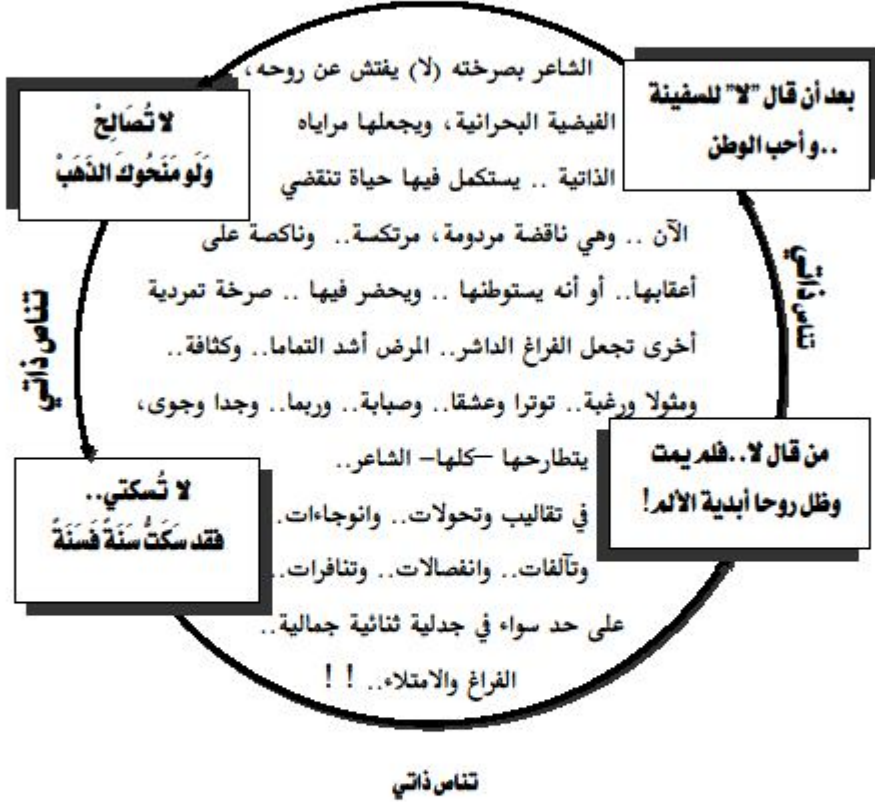 بعد أن قال "لا" للسفينة
..و أحب الوطن
لا تُصَالِحْ
وَلَو مَنَحُوكَ الذَهَبْ
الشاعر بصرخته (لا) يفتش عن روحه،
الفيضية البحرانية، ويجعلها مراياه
الذاتية .. يستكمل فيها حياة تنقضي
الآن .. وهي ناقضة مردومة، مرتكسة.. وناكصة على
أعقابها.. أو أنه يستوطنها .. ويحضر فيها .. صرخة تمردية
أخرى تجعل الفراغ الداشر.. المرض أشد التماما.. وكثافة..
ومثولا ورغبة.. توترا وعشقا.. وصبابة.. وربما.. وجدا وجوى،
يتطارحها –كلها– الشاعر..
في تقاليب وتحولات.. وانوجاءات.
وتآلفات.. وانفصالات.. وتنافرات..
على حد سواء في جدلية ثنائية جمالية..
الفراغ والامتلاء.. ! !
تناص ذاتي
تناص ذاتي
من قال لا..فلم يمت
وظل روحا أبدية الألم!
لا تُسكتي..
فقد سَكَتُّ سَنَةً فَسَنَةً
تناص ذاتي